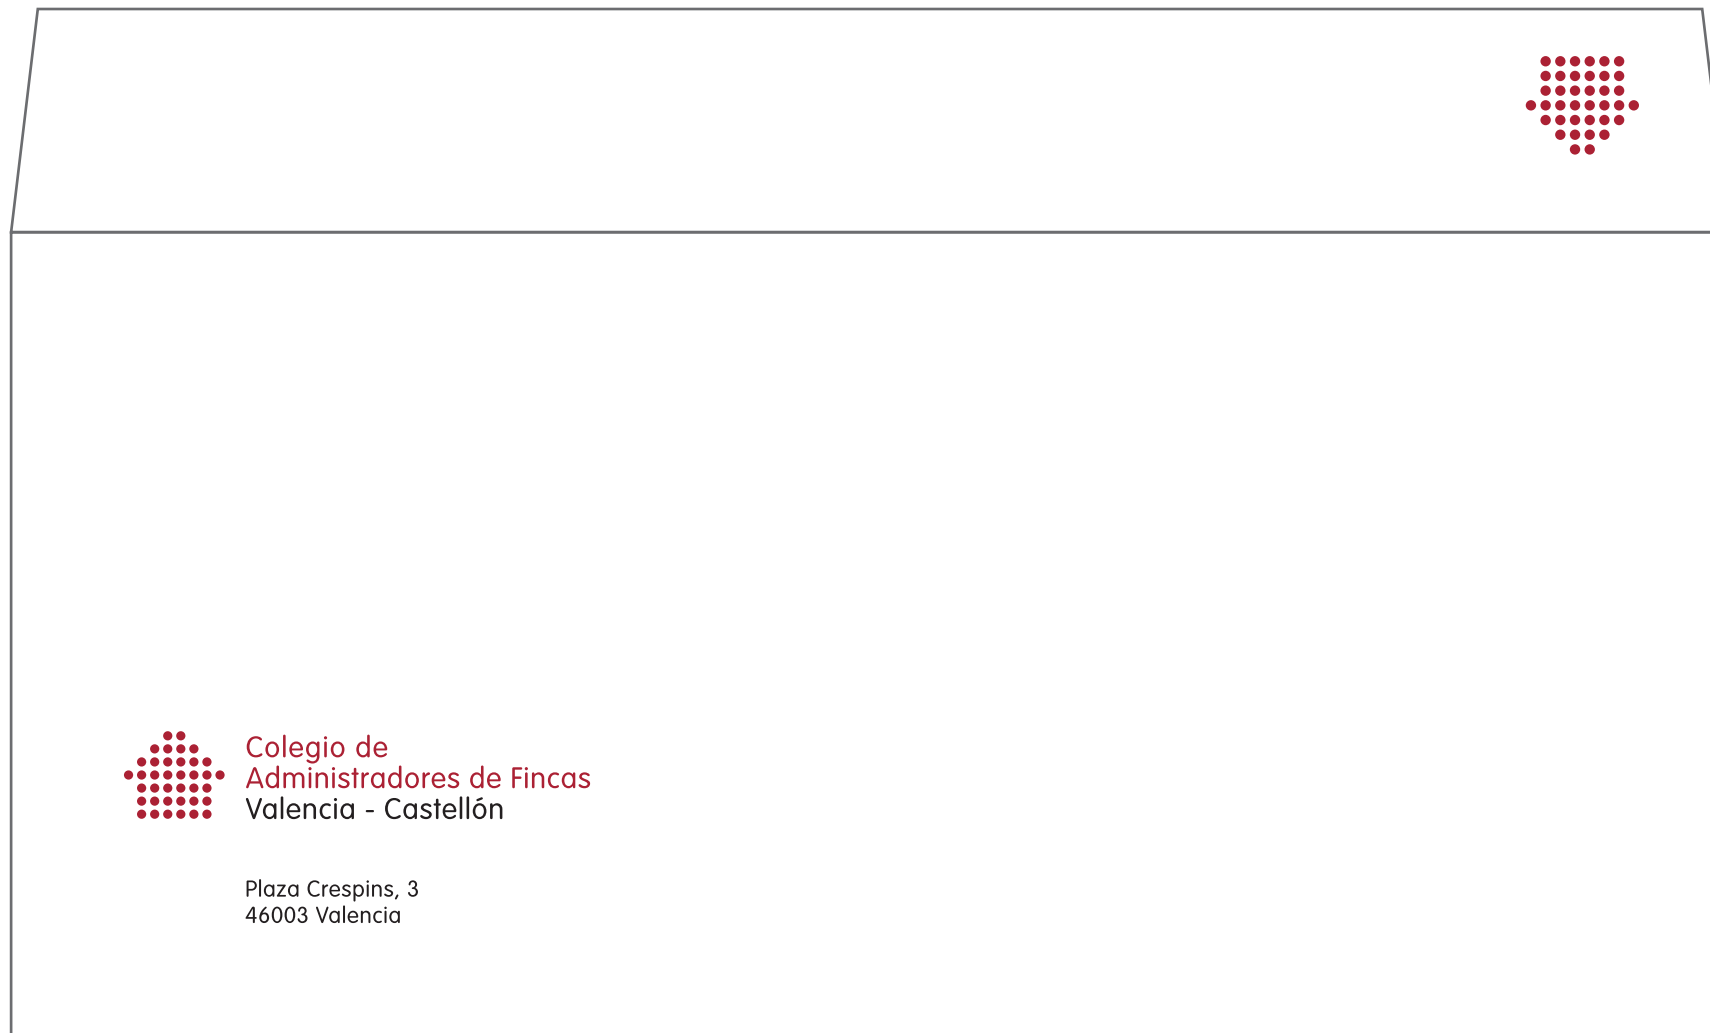 Colegio de
Administradores de Fincas
Valencia - Castellón
Plaza Crespins, 3
46003 Valencia